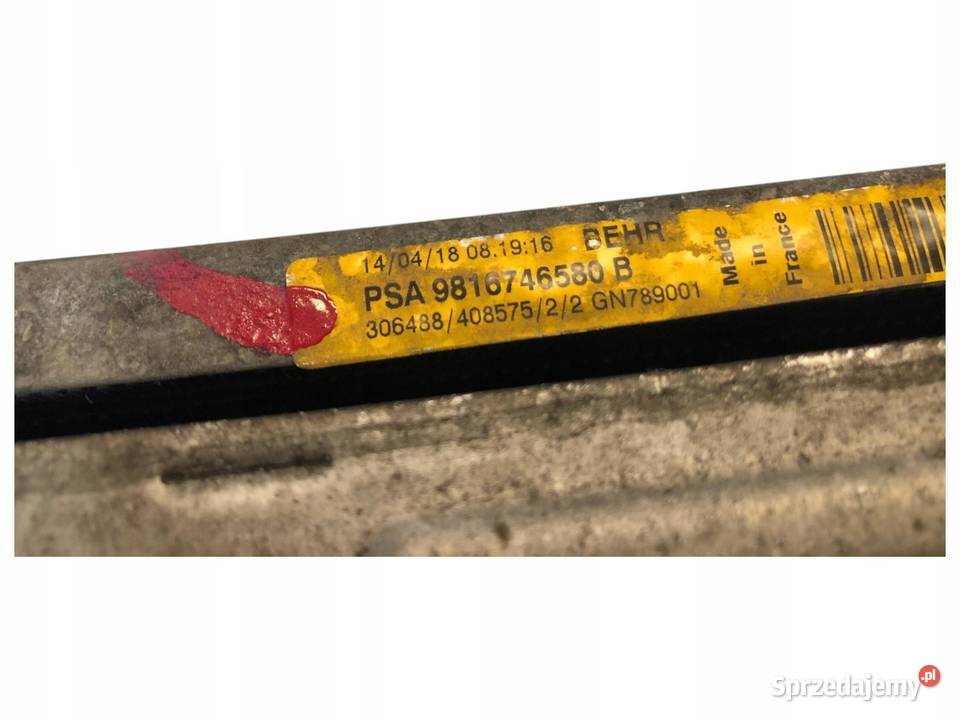 14/04/18 08.19:16 BEHR
PSA 9816746580 B
306488/408575/2/2 GN789001
Made
in
France
Sprzedajemy.pl